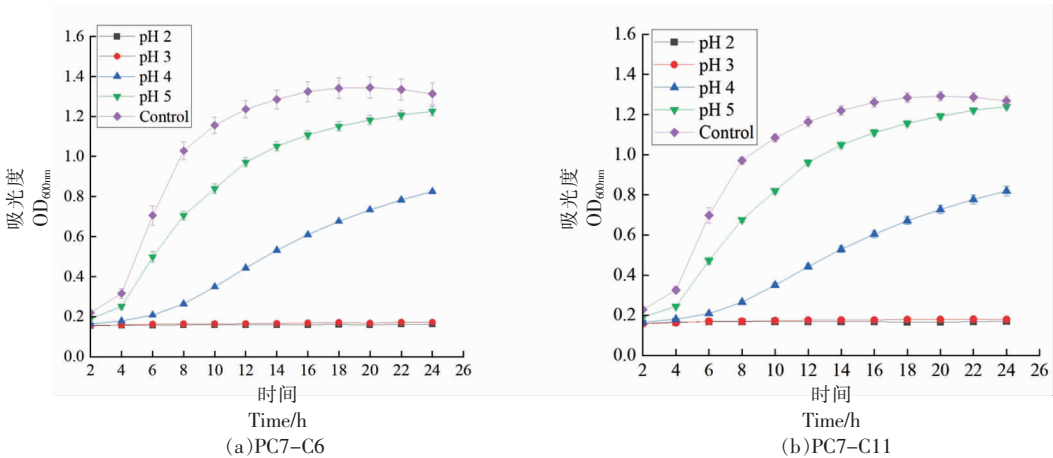 1.6
1.4
1.2
1.0
0.8
0.6
0.4
0.2
0.0
吸光度
OD600nm
pH 2
pH 3
pH 4
pH 5
Control
2 4 6 8 10 12 14 16 18 20 22 24 26
时间
Time/h
(a)PC7-C6
1.6
1.4
1.2
1.0
0.8
0.6
0.4
0.2
0.0
吸光度
OD600nm
pH 2
pH 3
pH 4
pH 5
Control
2 4 6 8 10 12 14 16 18 20 22 24 26
时间
Time/h
(b)PC7-C11